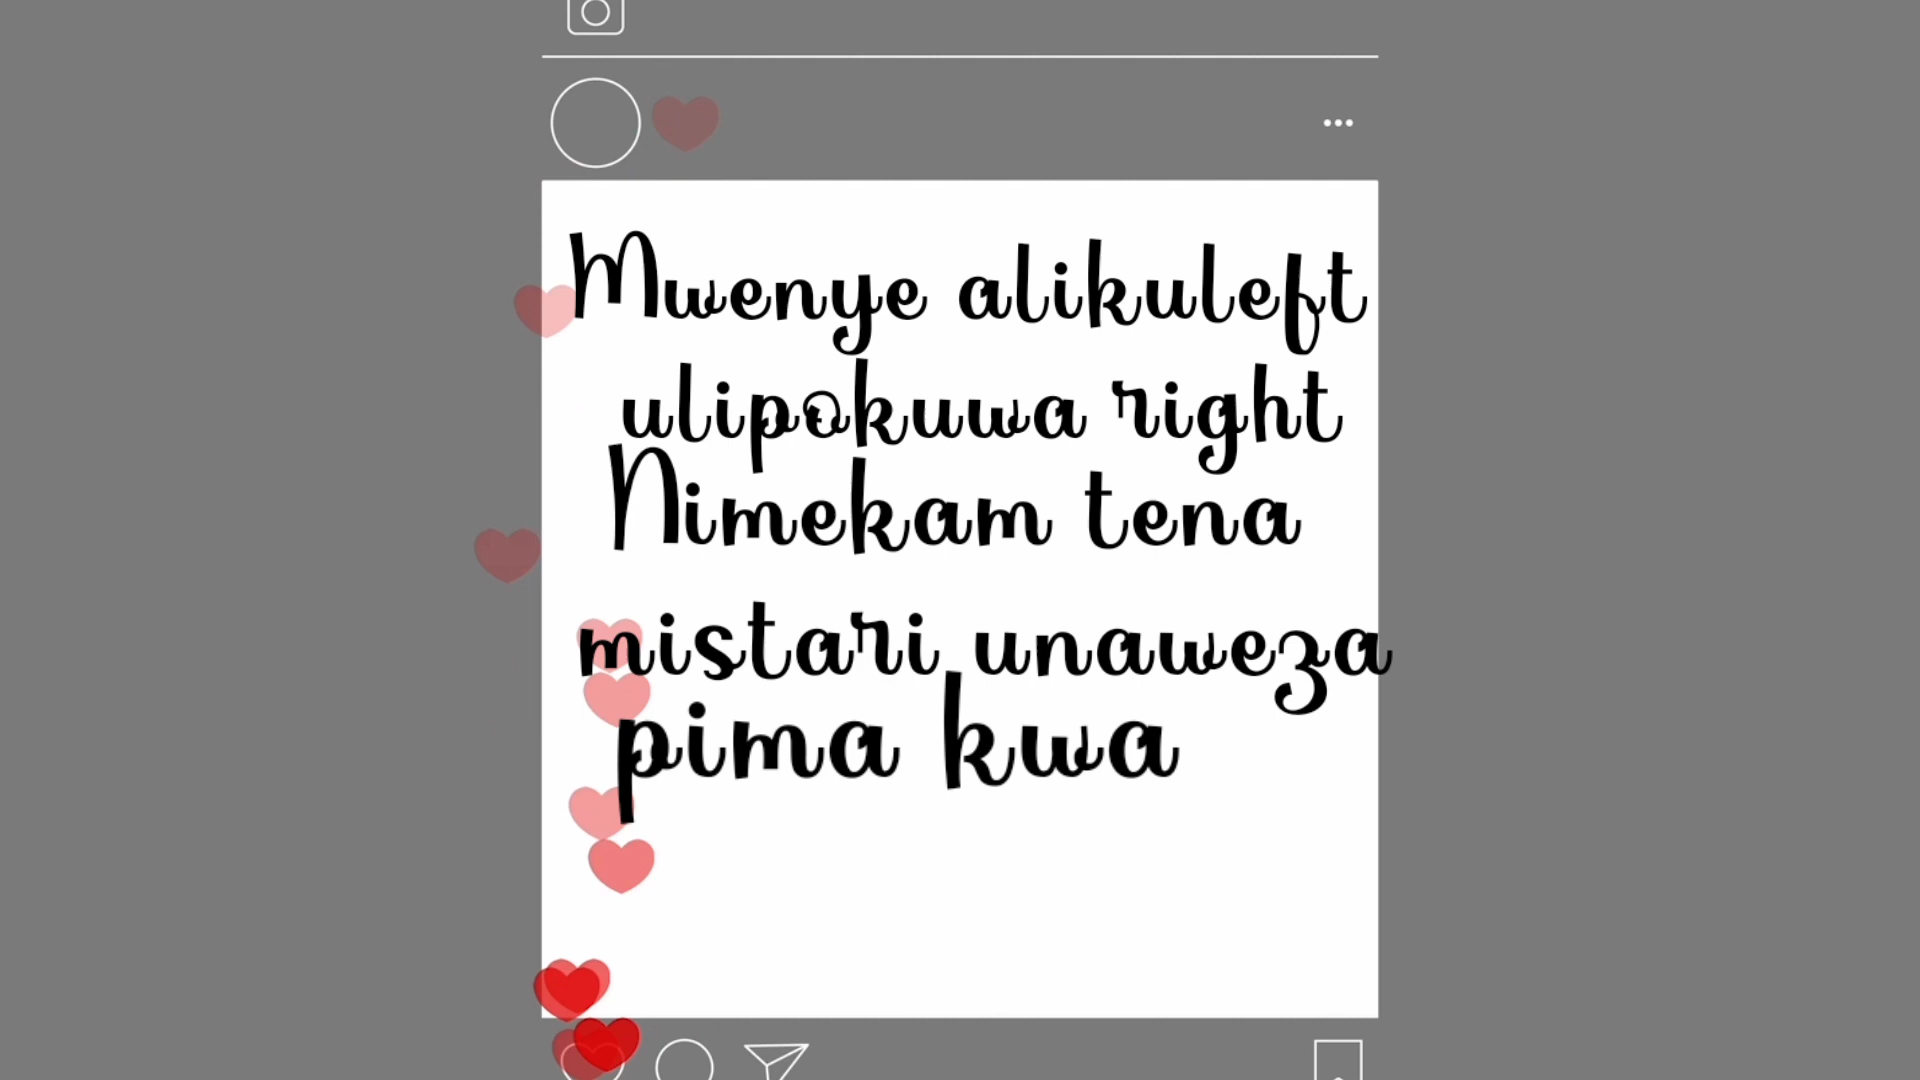 Mwenye alikuleft
ulipokuwa right
Nimekam tena
mistari unaweza
pima kwa